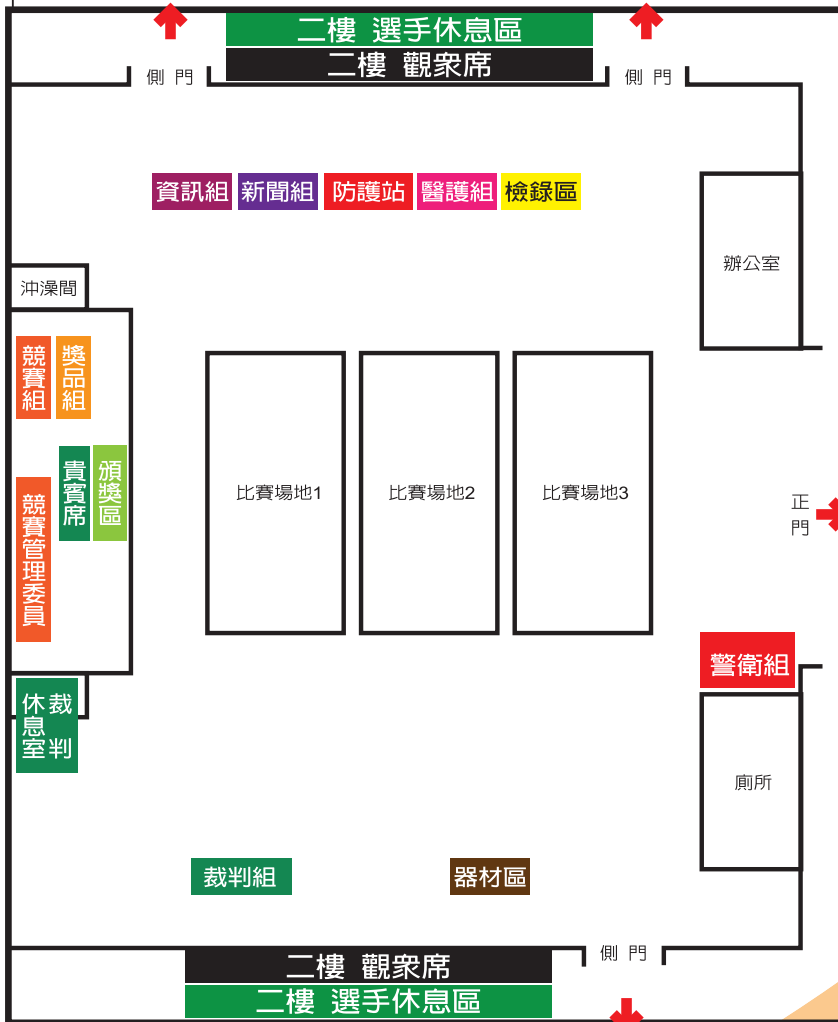 二樓 選手休息區
二樓 觀衆席
側 門
側 門
資訊組
新聞組
防護站
醫護組
檢錄區
辦公室
沖澡間
競賽組
獎品組
貴賓席
頒獎區
競賽管理委員
比賽場地1
比賽場地2
比賽場地3
正門
警衛組
裁判
休息室
廁所
裁判組
器材區
側 門
二樓 觀衆席
二樓 選手休息區